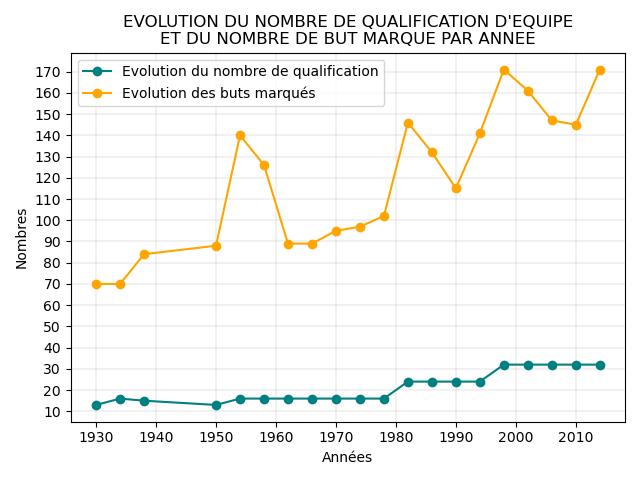 EVOLUTION DU NOMBRE DE QUALIFICATION D'EQUIPE
ET DU NOMBRE DE BUT MARQUE PAR ANNEE
Evolution du nombre de qualification
Evolution des buts marqués
Nombres
170
160
150
140
130
120
110
100
90
80
70
60
50
40
30
20
10
1930 1940 1950 1960 1970 1980 1990 2000 2010
Années